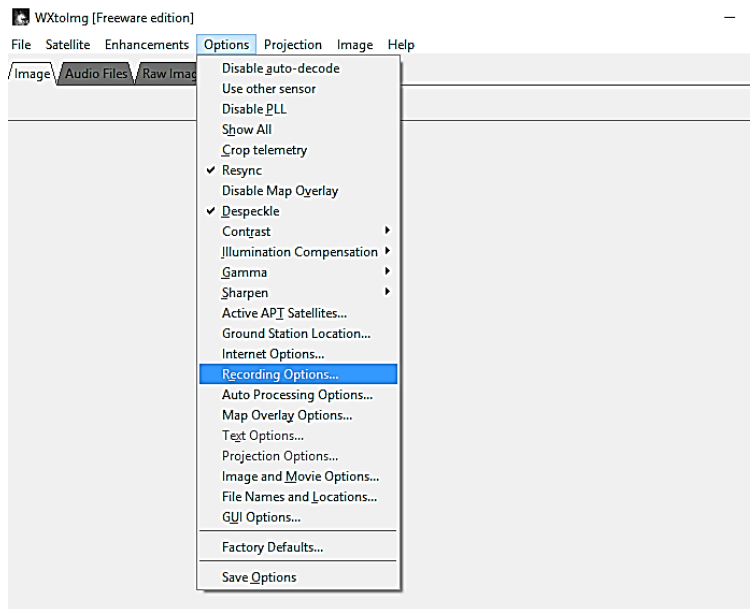 WXtoImg [Freeware edition]
File Satellite Enhancements Options Projection Image Help
Image Audio Files Raw Imag
Disable auto-decode
Use other sensor
Disable PLL
Show All
Crop telemetry
Resync
Disable Map Overlay
Despeckle
Contrast
Illumination Compensation
Gamma
Sharpen
Active APT Satellites...
Ground Station Location...
Internet Options...
Recording Options...
Auto Processing Options...
Map Overlay Options...
Text Options...
Projection Options...
Image and Movie Options...
File Names and Locations...
GUI Options...
Factory Defaults...
Save Options